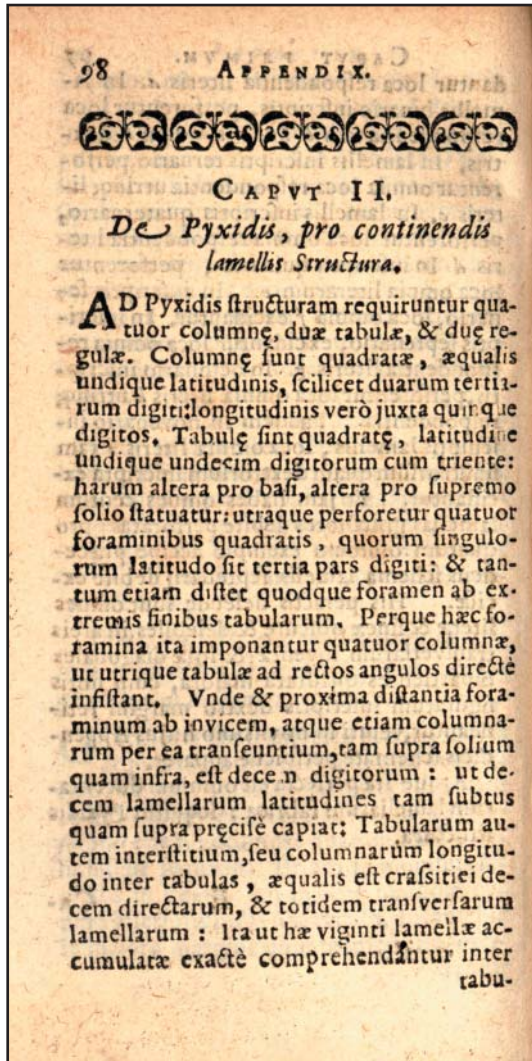 98 APPENDIX.
CAPVT II.
De Pyxidis, pro continendis
lamellis Structura.
AD Pyxidis ſtructuram requiruntur qua-
tuor columnę, duæ tabulæ, & duę re-
gulæ. Columnę ſunt quadratæ, æqualis
undique latitudinis, ſcilicet duarum tertia-
rum digiti:longitudinis verò juxta quinque
digitos. Tabulę ſint quadratę, latitudine
undique undecim digitorum cum triente:
harum altera pro baſi, altera pro ſupremo
ſolio ſtatuatur: utraque perforetur quatuor
foraminibus quadratis, quorum ſingulo-
rum latitudo ſit tertia pars digiti: & tan-
tum etiam diſtet quodque foramen ab ex-
tremis finibus tabularum. Perque hæc fo-
ramina ita imponantur quatuor columnæ,
ut utrique tabulæ ad rectos angulos directè
inſiſtant. Vnde & proxima diſtantia fora-
minum ab invicem, atque etiam columna-
rum per ea tranſeuntium, tam ſupra ſolium
quam infra, eſt decem digitorum : ut de-
cem lamellarum latitudines tam ſubtus
quam ſupra pręciſè capiat: Tabularum au-
tem interſtitium, ſeu columnarúm longitu-
do inter tabulas, æqualis eſt craſsitiei de-
cem directarum, & totidem tranſverſarum
lamellarum : Ita ut hæ viginti lamellæ ac-
cumulatæ exactè comprehendantur inter
tabu-